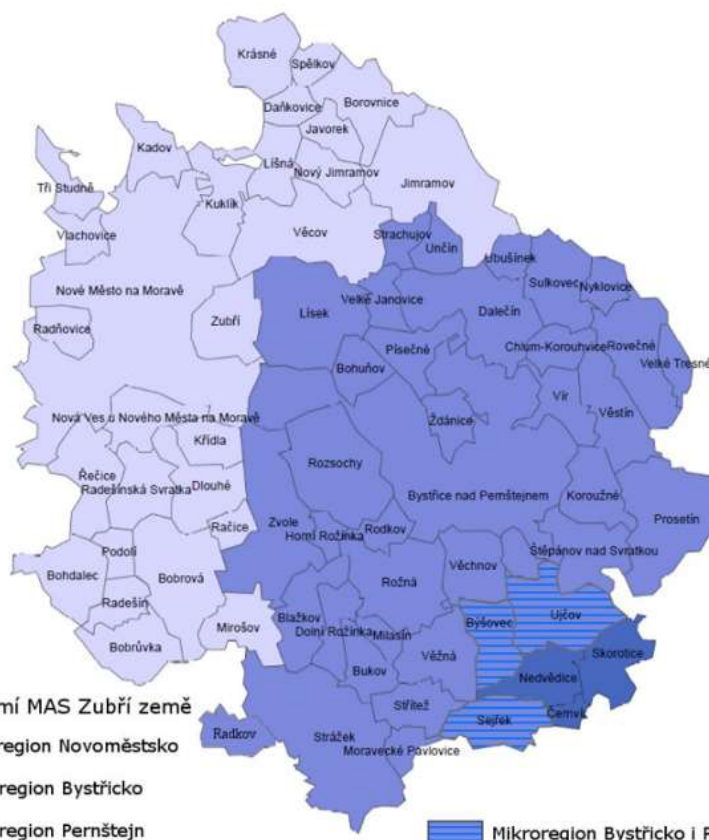 Krásné
Spělkov
Daňkovice
Borovnice
Javorek
Kadov
Líšná
Nový Jimramov
Jimramov
Tři Studně
Kuklík
Vlachovice
Věcov
Strachujov
Unčín
Ubušínek
Sulkovec
Nyklovice
Nové Město na Moravě
Lísek
Velké Janovice
Dalečín
Zubří
Radňovice
Písečné
Chlum-Korouhvice
Rovečné
Velké Tresné
Bohuňov
Vír
Věstín
Ždánice
Nová Ves u Nového Města na Moravě
Křídla
Rozsochy
Řečice
Radešínská Svratka
Dlouhé
Bystřice nad Pernštejnem
Koroužné
Prosetín
Račice
Zvole
Horní Rožínka
Rodkov
Podolí
Štěpánov nad Svratkou
Bohdalec
Bobrová
Rožná
Věchnov
Radešín
Blažkov
Býšovec
Ujčov
Mirošov
Dolní Rožínka
Milasín
Bobrůvka
Věžná
Skorotice
Bukov
Nedvědice
mí MAS Zubří země
Střítež
Černvír
Radkov
Strážek
Sejřek
region Novoměstsko
Moravecké Pavlovice
region Bystřicko
region Pernštejn
Mikroregion Bystřicko i P